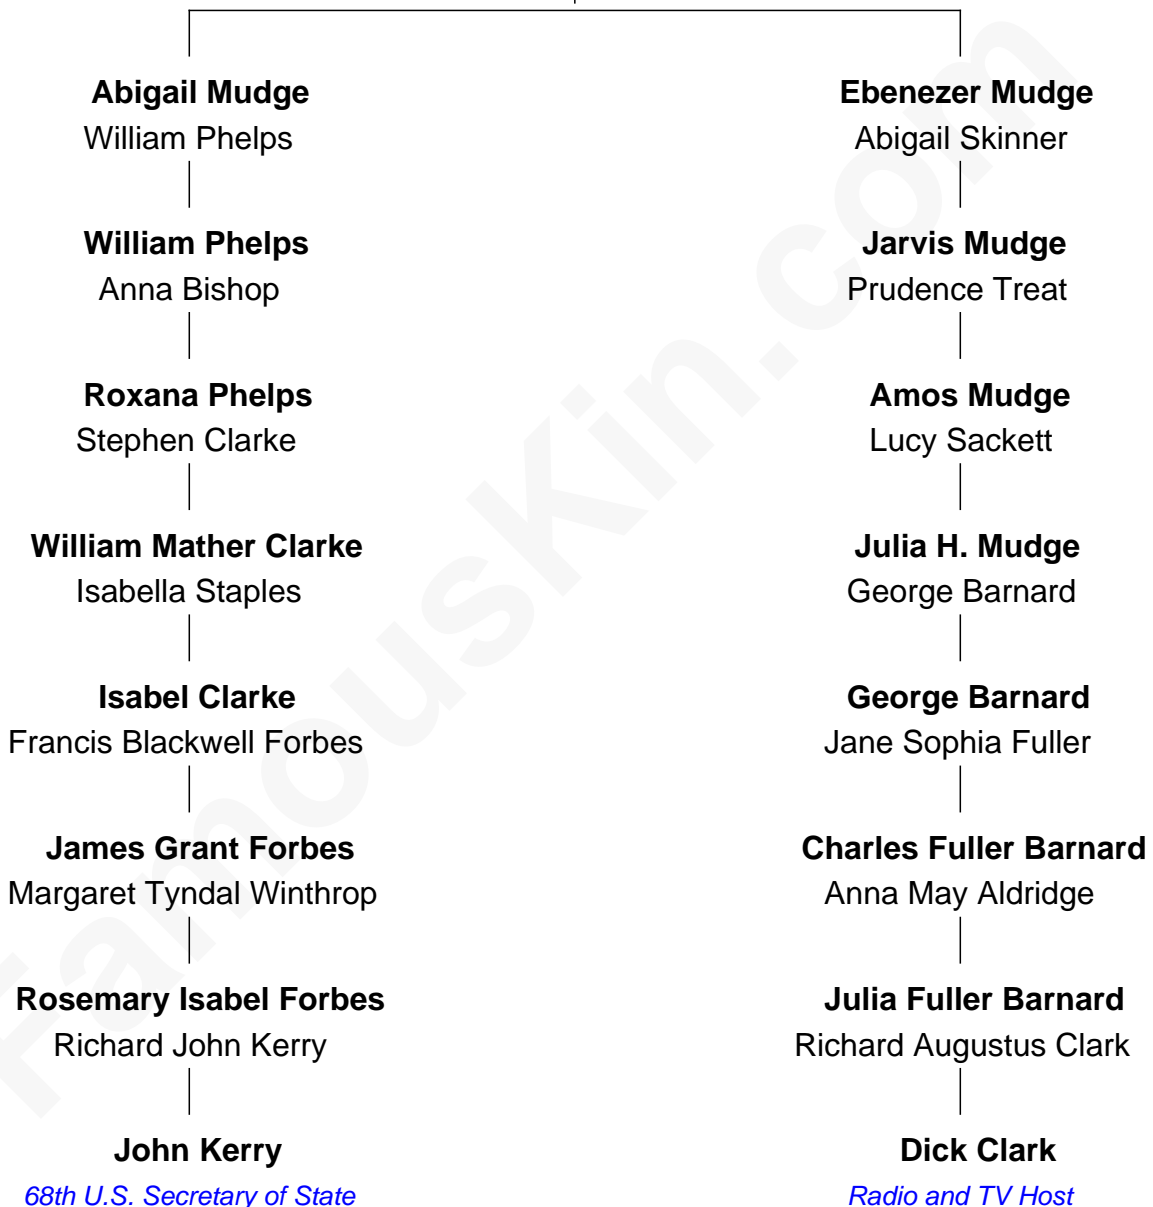 Abigail Mudge
William Phelps
William Phelps
Anna Bishop
Roxana Phelps
Stephen Clarke
William Mather Clarke
Isabella Staples
Isabel Clarke
Francis Blackwell Forbes
James Grant Forbes
Margaret Tyndal Winthrop
Rosemary Isabel Forbes
Richard John Kerry
John Kerry
68th U.S. Secretary of State
Ebenezer Mudge
Abigail Skinner
Jarvis Mudge
Prudence Treat
Amos Mudge
Lucy Sackett
Julia H. Mudge
George Barnard
George Barnard
Jane Sophia Fuller
Charles Fuller Barnard
Anna May Aldridge
Julia Fuller Barnard
Richard Augustus Clark
Dick Clark
Radio and TV Host
FamousKin.com